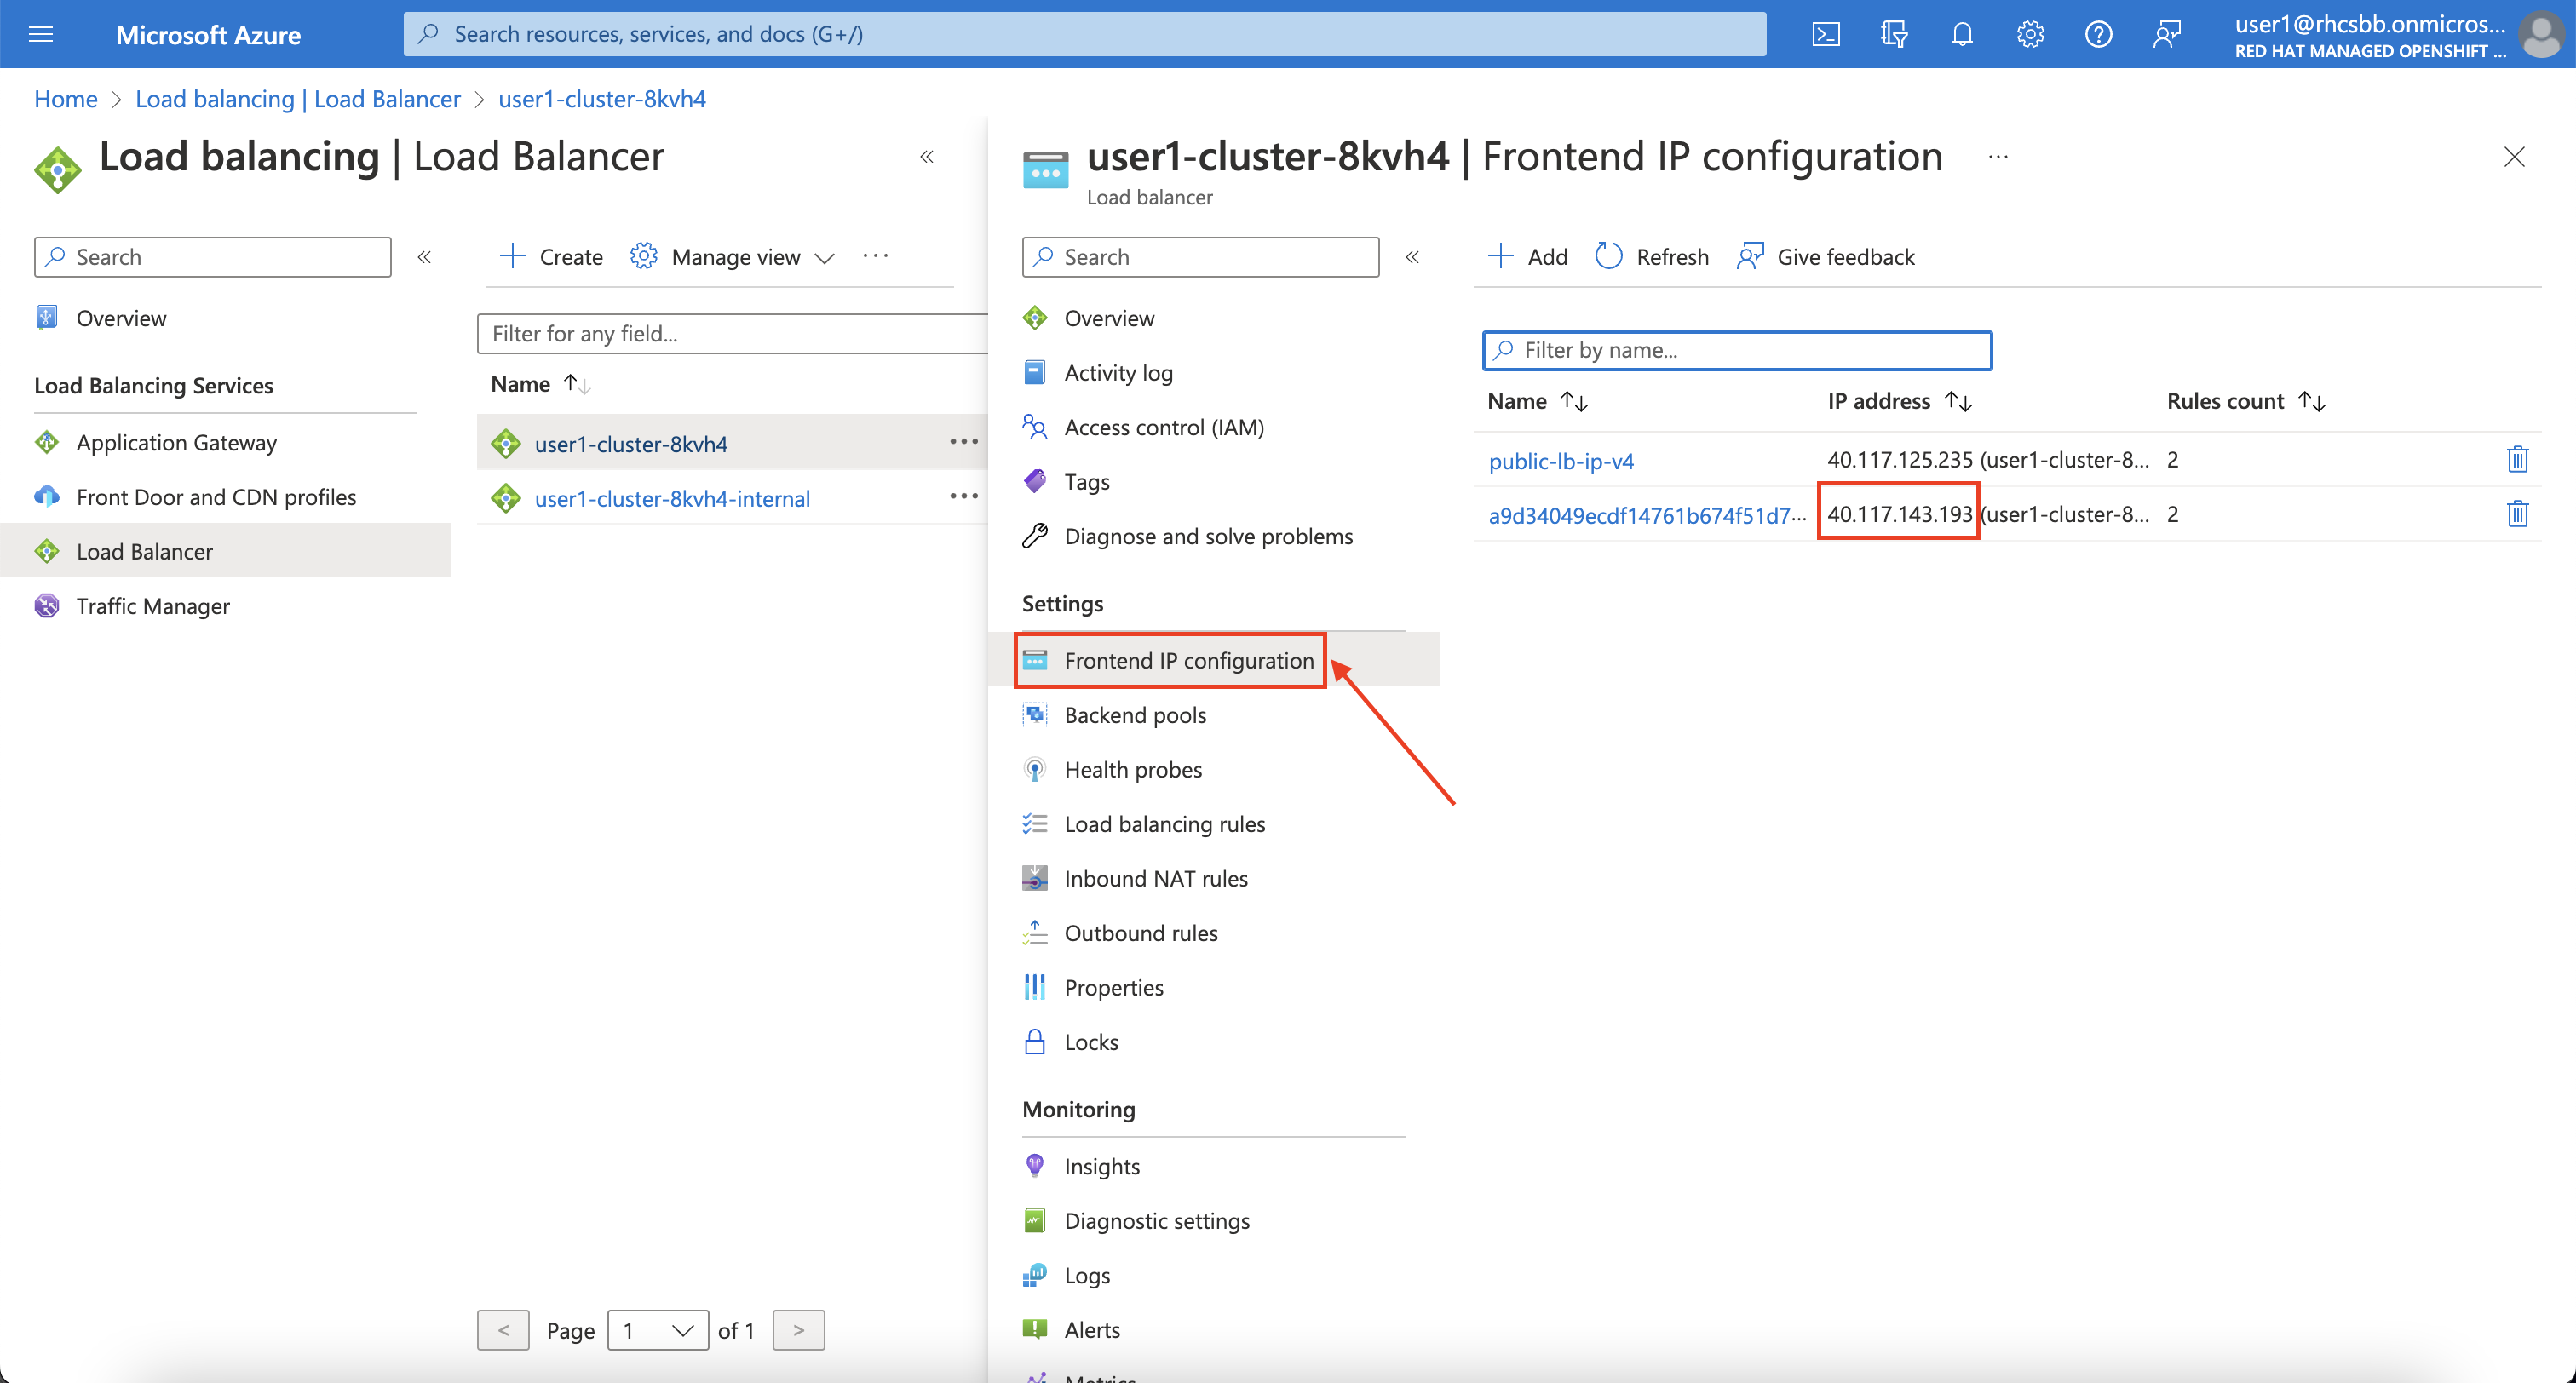 Microsoft Azure
Search resources, services, and docs (G+/)
user1@rhcsbb.onmicros...
RED HAT MANAGED OPENSHIFT ...
Home > Load balancing | Load Balancer > user1-cluster-8kvh4
Load balancing | Load Balancer
«
Search
«
Overview
Load Balancing Services
Application Gateway
Front Door and CDN profiles
Load Balancer
Traffic Manager
+ Create
Manage view
...
Filter for any field...
Name ↑↓
user1-cluster-8kvh4 ...
user1-cluster-8kvh4-internal ...
< Page 1 of 1 >
user1-cluster-8kvh4 | Frontend IP configuration ...
Load balancer
Search
«
Overview
Activity log
Access control (IAM)
Tags
Diagnose and solve problems
Settings
Frontend IP configuration
Backend pools
Health probes
Load balancing rules
Inbound NAT rules
Outbound rules
Properties
Locks
Monitoring
Insights
Diagnostic settings
Logs
Alerts
Metrics
+ Add
Refresh
Give feedback
Filter by name...
Name ↑↓ IP address ↑↓ Rules count ↑↓
public-lb-ip-v4 40.117.125.235 (user1-cluster-8... 2
a9d34049ecdf14761b674f51d7... 40.117.143.193 (user1-cluster-8... 2